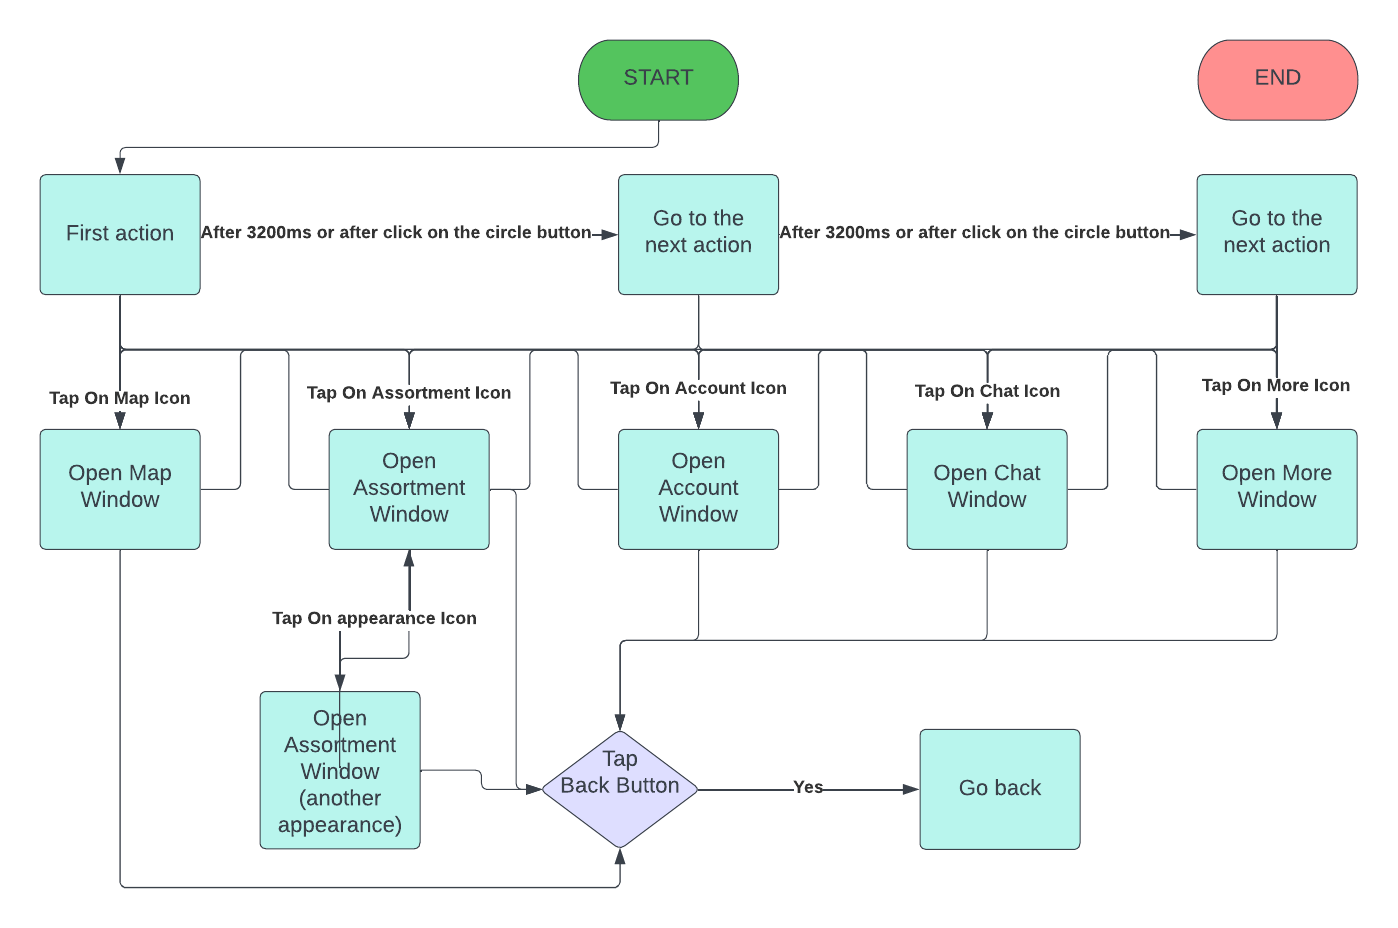 START
END
First action
After 3200ms or after click on the circle button
Go to the
next action
After 3200ms or after click on the circle button
Go to the
next action
Tap On Map Icon
Tap On Assortment Icon
Tap On Account Icon
Tap On Chat Icon
Tap On More Icon
Open Map
Window
Open
Assortment
Window
Open
Account
Window
Open Chat
Window
Open More
Window
Tap On appearance Icon
Open
Assortment
Window
(another
appearance)
Tap
Back Button
Yes
Go back